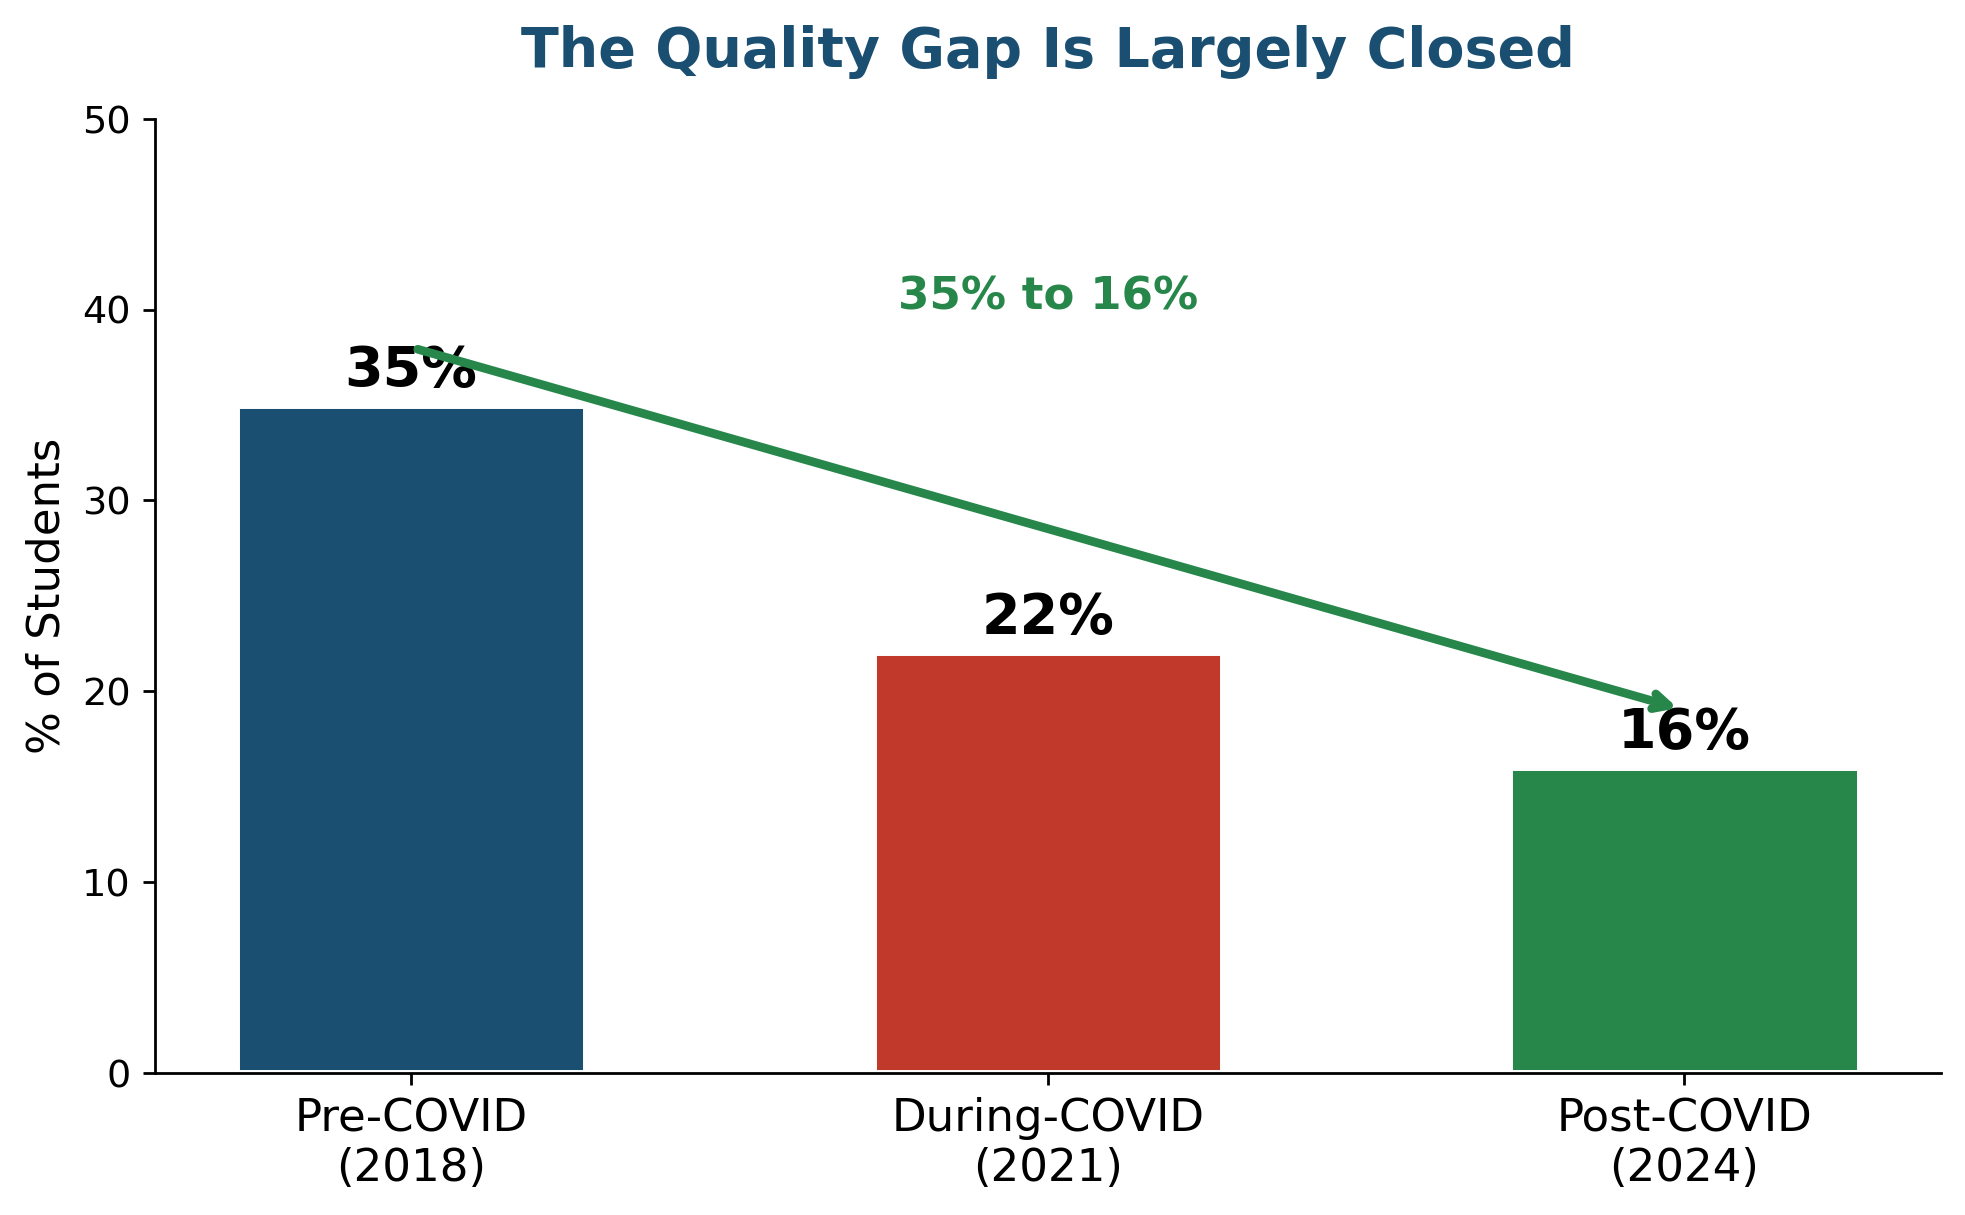 The Quality Gap Is Largely Closed
50
40
30
20
10
0
% of Students
35% to 16%
35%
22%
16%
Pre-COVID
(2018)
During-COVID
(2021)
Post-COVID
(2024)